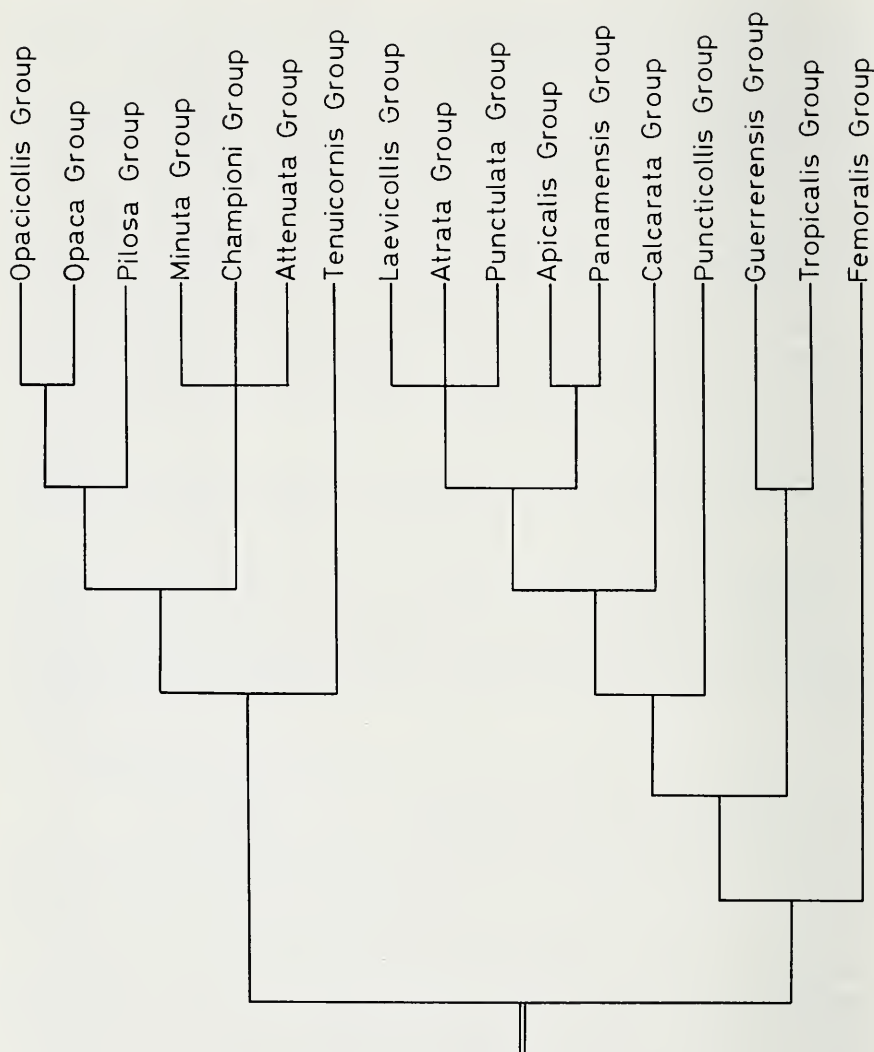 Opacicollis Group
Opaca Group
Pilosa Group
Minuta Group
Championi Group
Attenuata Group
Tenuicornis Group
Laevicollis Group
Atrata Group
Punctulata Group
Apicalis Group
Panamensis Group
Calcarata Group
Puncticollis Group
Guerrerensis Group
Tropicalis Group
Femoralis Group